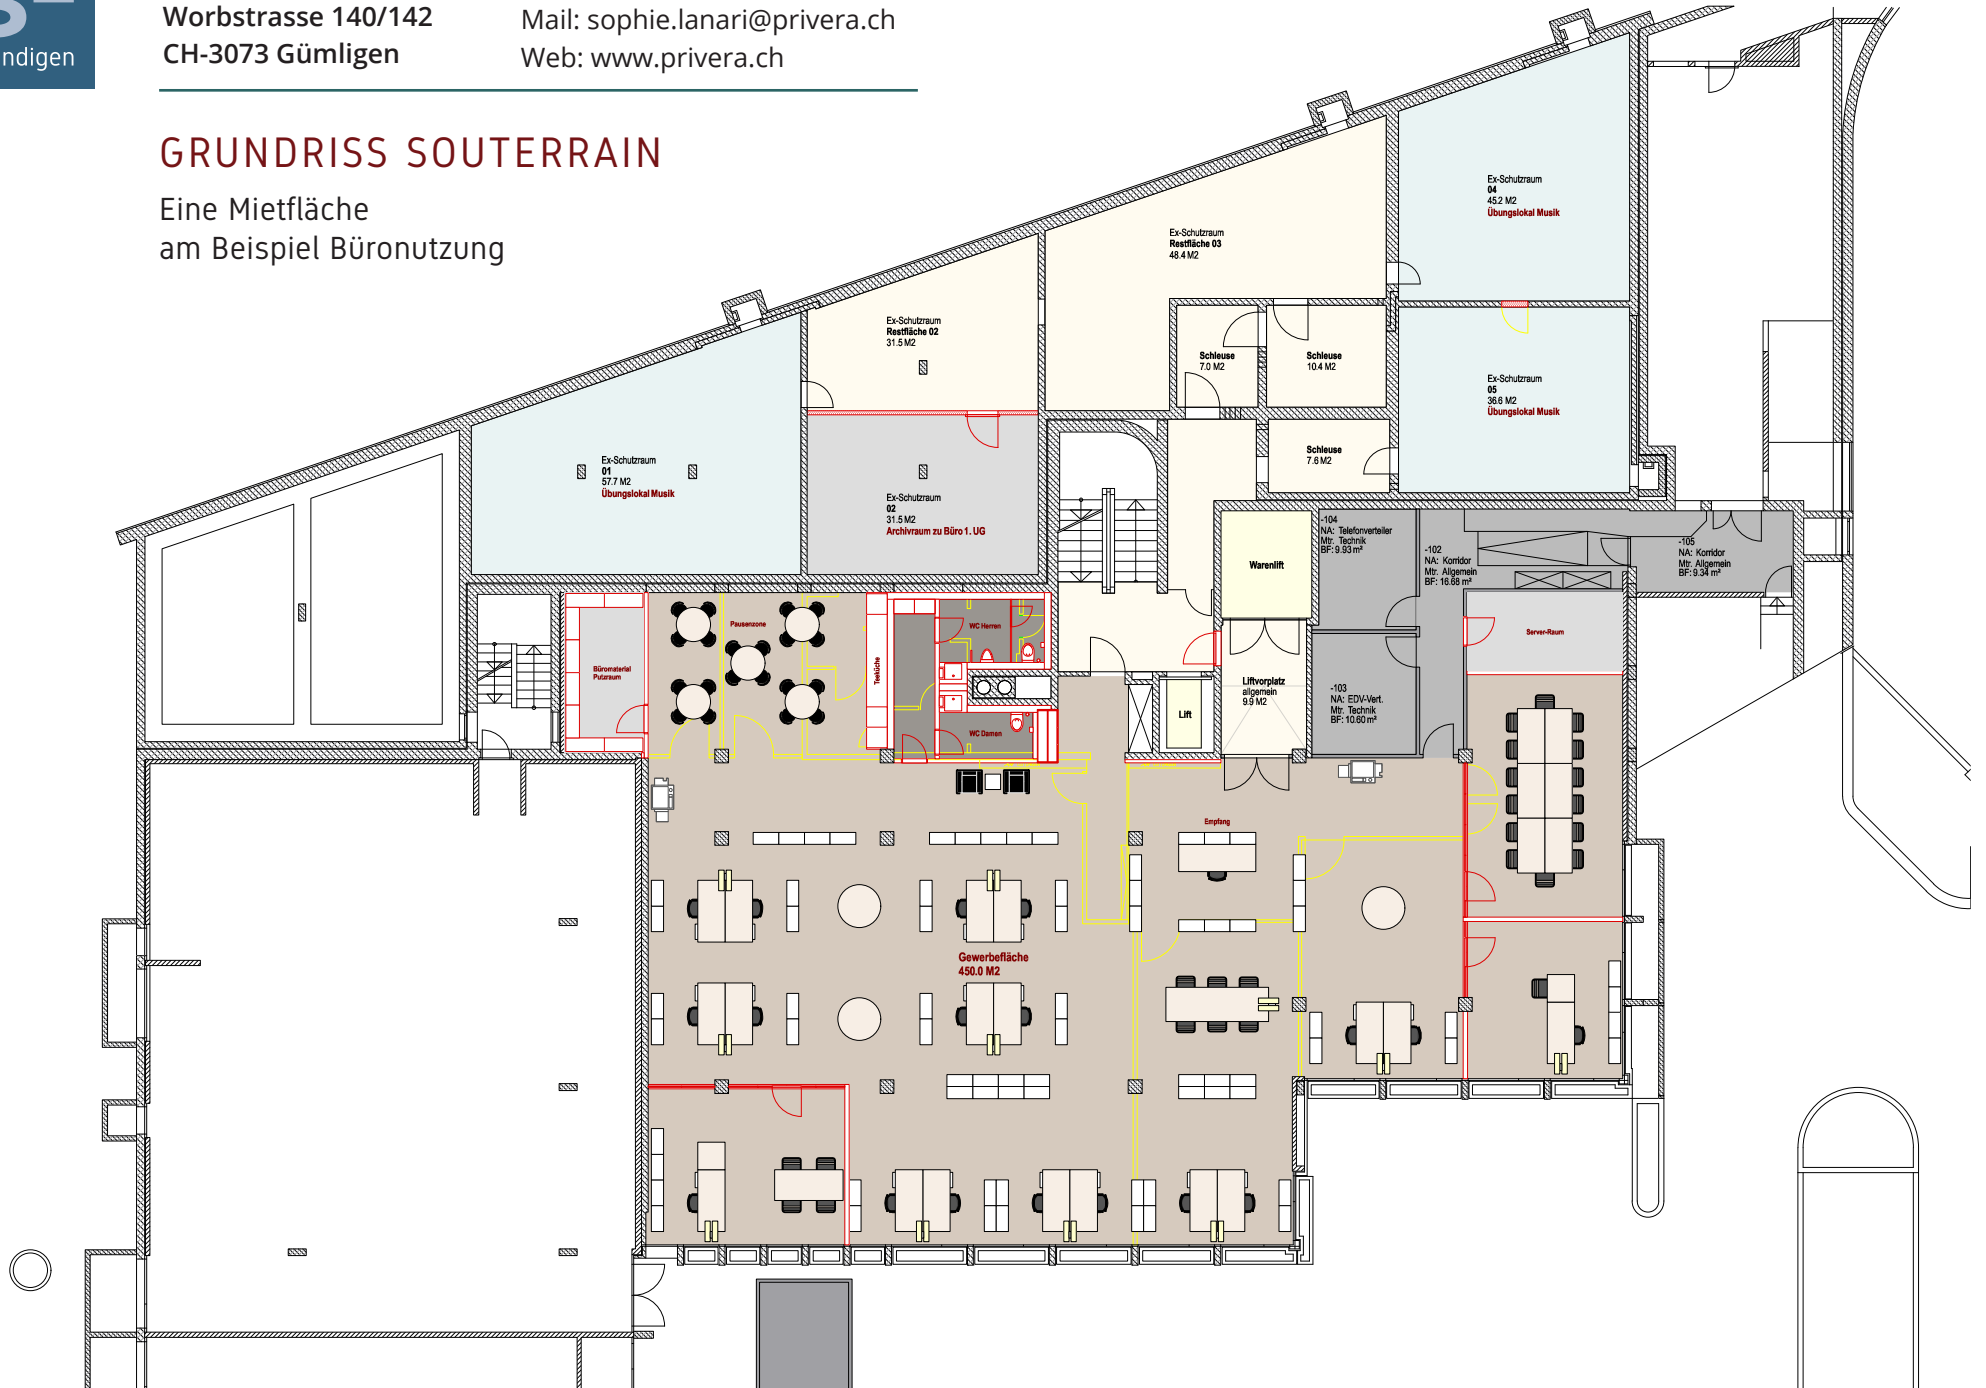 ndigen
Worbstrasse 140/142
CH-3073 Gümligen
Mail: sophie.lanari@privera.ch
Web: www.privera.ch
GRUNDRISS SOUTERRAIN
Eine Mietfläche
am Beispiel Büronutzung
Ex-Schutzraum
04
45.2 M2
Übungslokal Musik
Ex-Schutzraum
Restfläche 03
48.4 M2
Ex-Schutzraum
Restfläche 02
31.5 M2
Schleuse
7.0 M2
Schleuse
10.4 M2
Ex-Schutzraum
05
36.6 M2
Übungslokal Musik
Schleuse
7.6 M2
Ex-Schutzraum
01
57.7 M2
Übungslokal Musik
Ex-Schutzraum
02
31.5 M2
Archivraum zu Büro 1. UG
-104
NA: Telefonverteiler
Mtr. Technik
BF: 9.93 m²
-102
NA: Korridor
Mtr. Allgemein
BF: 16.68 m²
-105
NA: Korridor
Mtr. Allgemein
BF: 9.34 m²
Warenlift
Pausenzone
WC Herren
Server-Raum
Büromaterial
Putzraum
Teeküche
Liftvorplatz
allgemein
9.9 M2
-103
NA: EDV-Vert.
Mtr. Technik
BF: 10.60 m²
Lift
WC Damen
Empfang
Gewerbefläche
450.0 M2